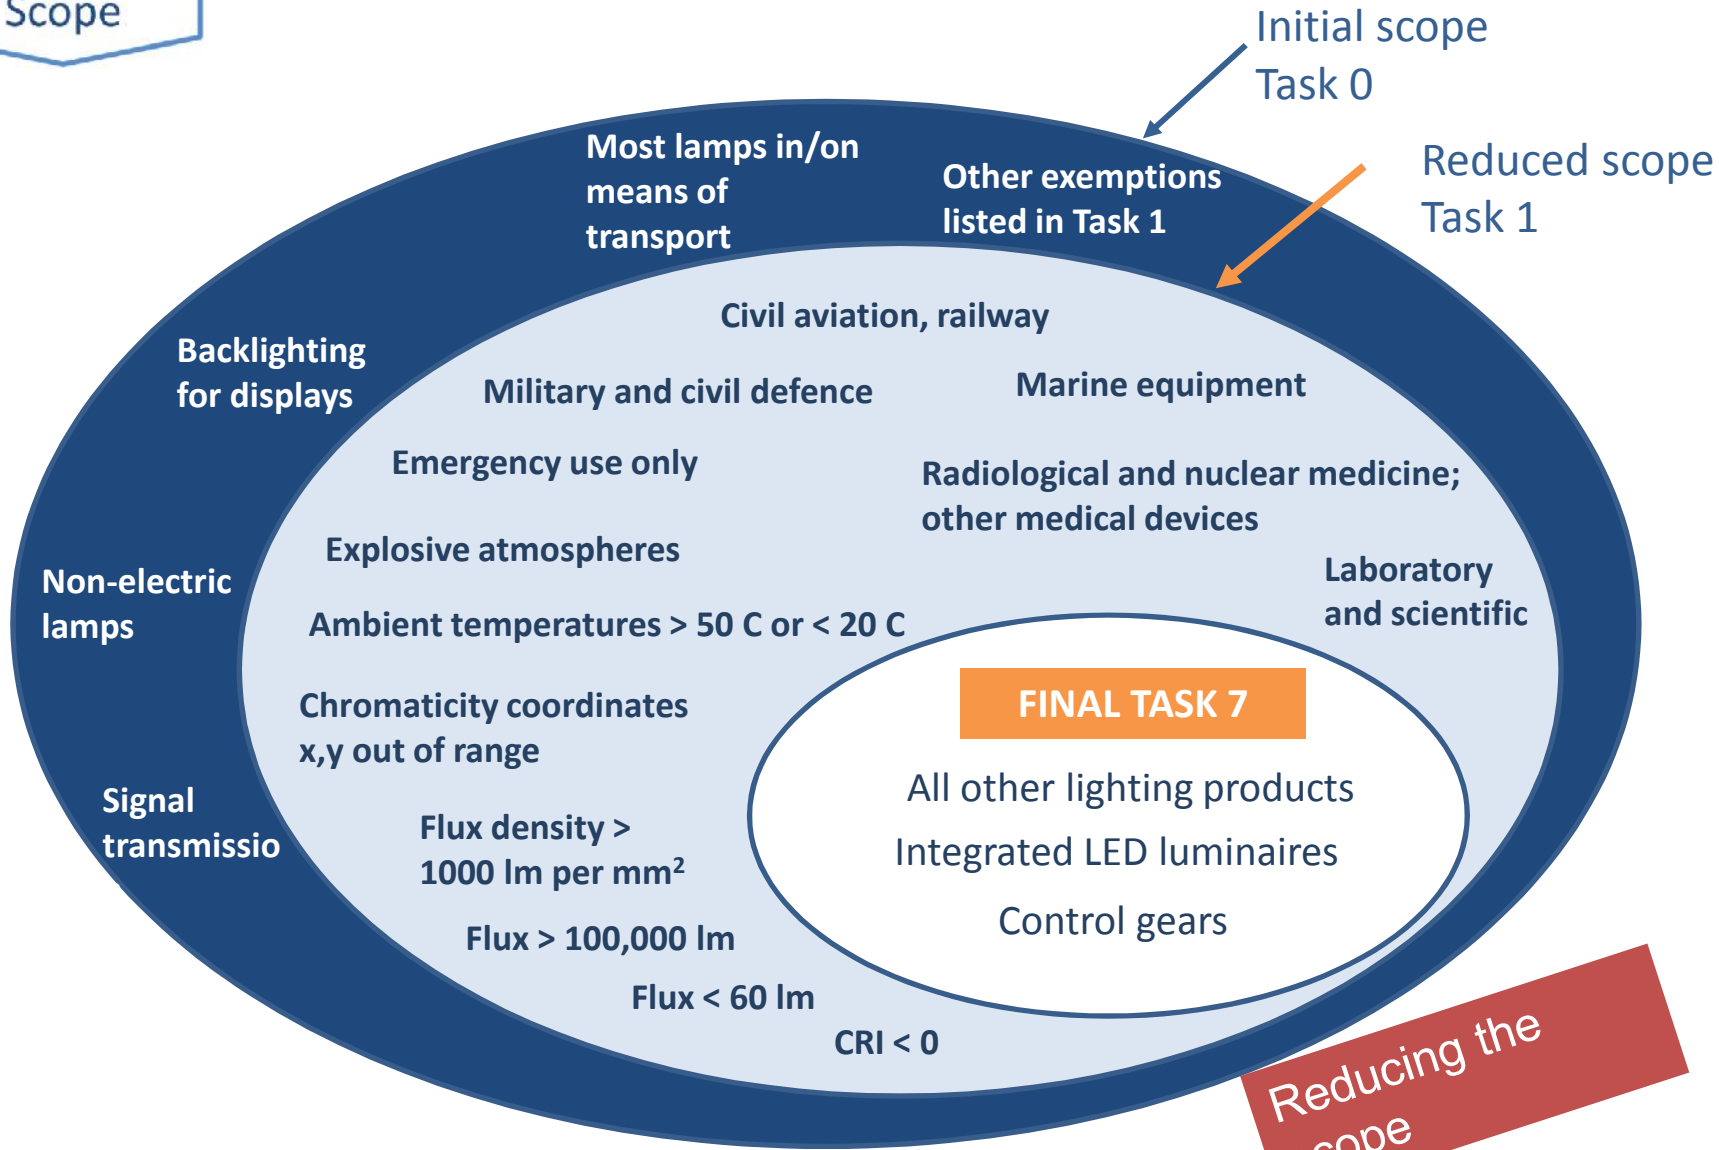 Scope
Initial scope
Task 0
Reduced scope
Task 1
Most lamps in/on
means of
transport
Other exemptions
listed in Task 1
Backlighting
for displays
Non-electric
lamps
Signal
transmissio
Civil aviation, railway
Military and civil defence
Marine equipment
Emergency use only
Radiological and nuclear medicine;
other medical devices
Explosive atmospheres
Laboratory
and scientific
Ambient temperatures > 50 C or < 20 C
Chromaticity coordinates
x,y out of range
Flux density >
1000 lm per mm²
Flux > 100,000 lm
Flux < 60 lm
CRI < 0
FINAL TASK 7
All other lighting products
Integrated LED luminaires
Control gears
Reducing the
scope